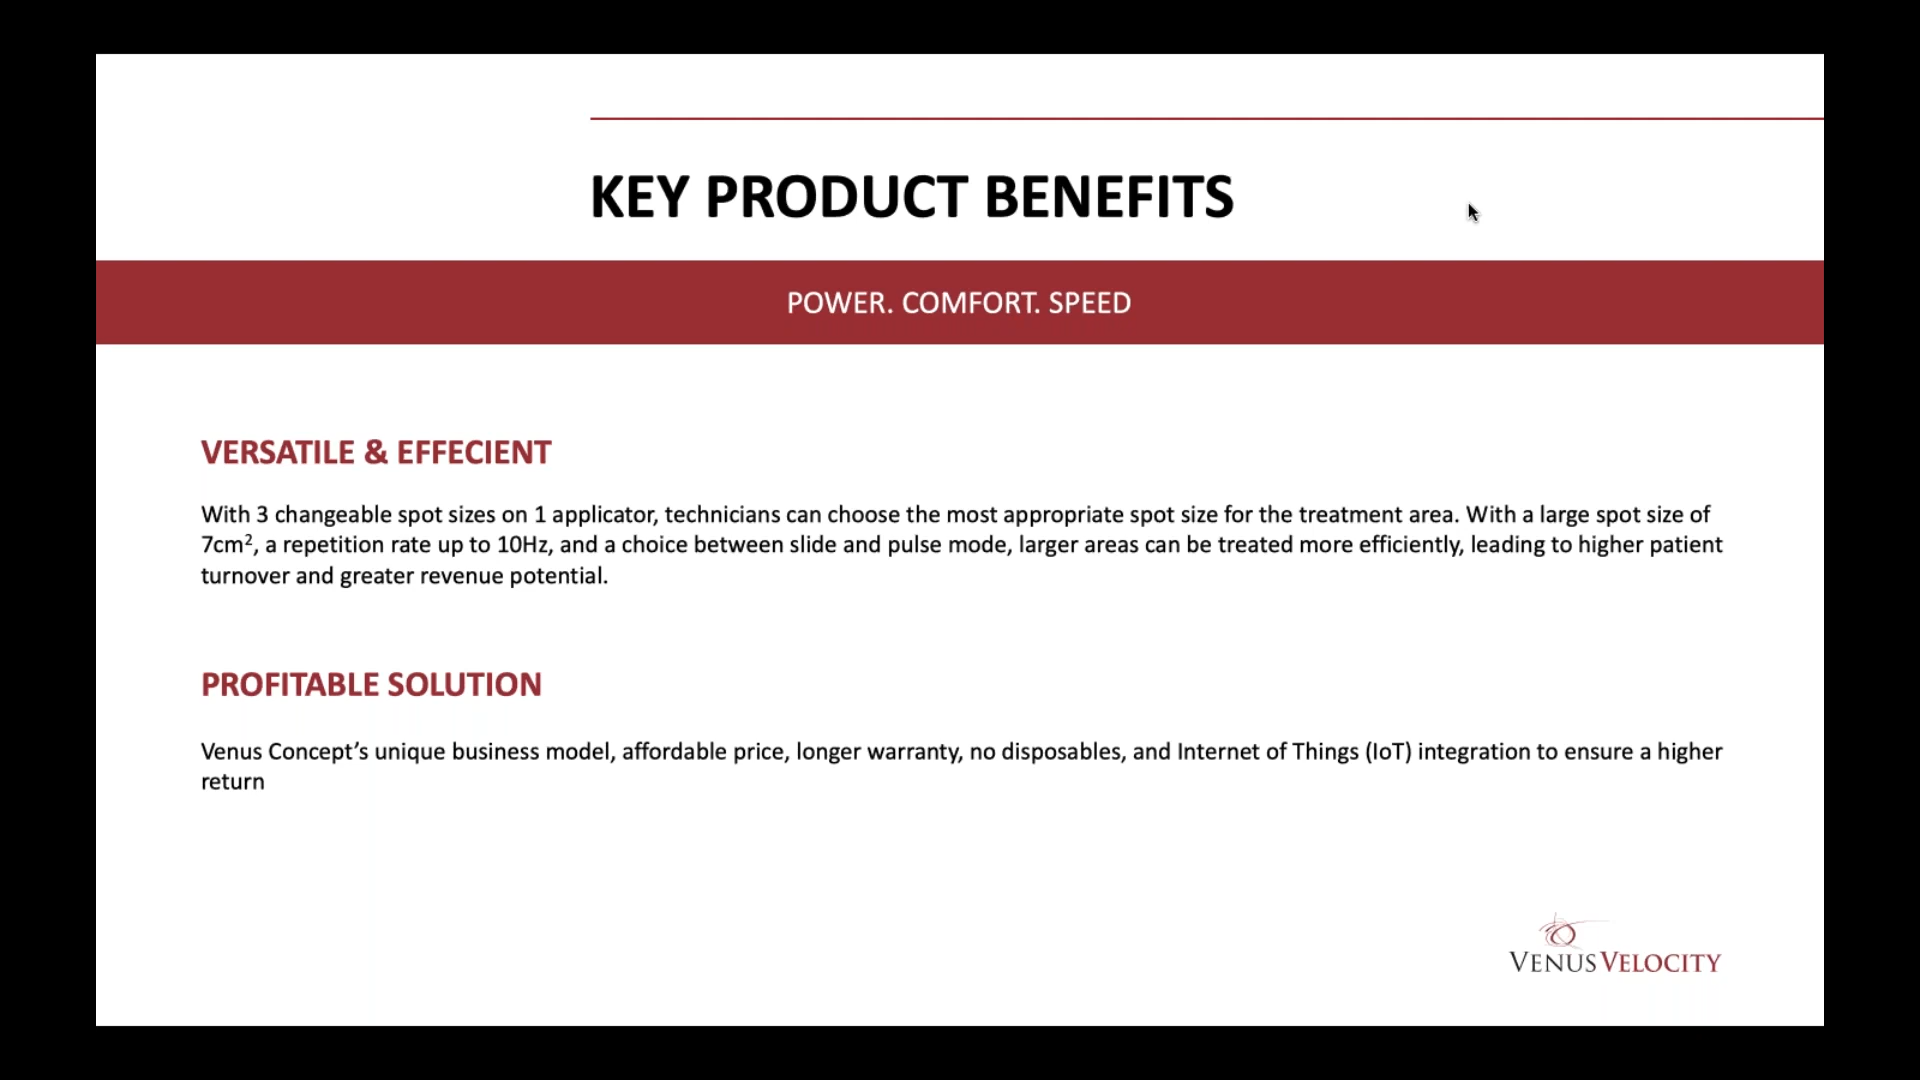 KEY PRODUCT BENEFITS
POWER. COMFORT. SPEED
VERSATILE & EFFECIENT
With 3 changeable spot sizes on 1 applicator, technicians can choose the most appropriate spot size for the treatment area. With a large spot size of
7cm², a repetition rate up to 10Hz, and a choice between slide and pulse mode, larger areas can be treated more efficiently, leading to higher patient
turnover and greater revenue potential.
PROFITABLE SOLUTION
Venus Concept’s unique business model, affordable price, longer warranty, no disposables, and Internet of Things (IoT) integration to ensure a higher
return
VENUS VELOCITY